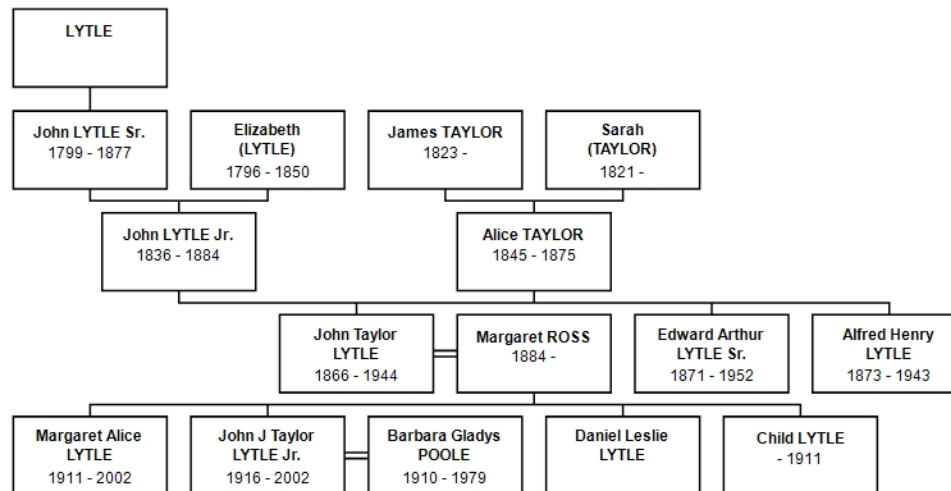 LYTLE
John LYTLE Sr.
1799 - 1877
Elizabeth
(LYTLE)
1796 - 1850
James TAYLOR
1823 -
Sarah
(TAYLOR)
1821 -
John LYTLE Jr.
1836 - 1884
Alice TAYLOR
1845 - 1875
John Taylor
LYTLE
1866 - 1944
Margaret ROSS
1884 -
Edward Arthur
LYTLE Sr.
1871 - 1952
Alfred Henry
LYTLE
1873 - 1943
Margaret Alice
LYTLE
1911 - 2002
John J Taylor
LYTLE Jr.
1916 - 2002
Barbara Gladys
POOLE
1910 - 1979
Daniel Leslie
LYTLE
Child LYTLE
- 1911